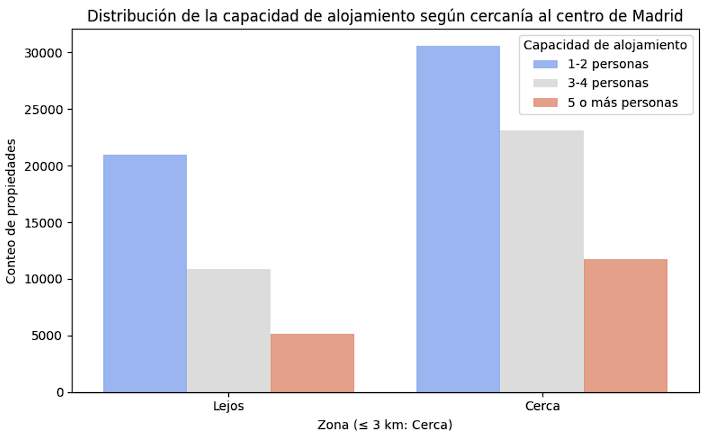 Distribución de la capacidad de alojamiento según cercanía al centro de Madrid
Capacidad de alojamiento
1-2 personas
3-4 personas
5 o más personas
Conteo de propiedades
30000
25000
20000
15000
10000
5000
0
Lejos
Cerca
Zona (≤ 3 km: Cerca)